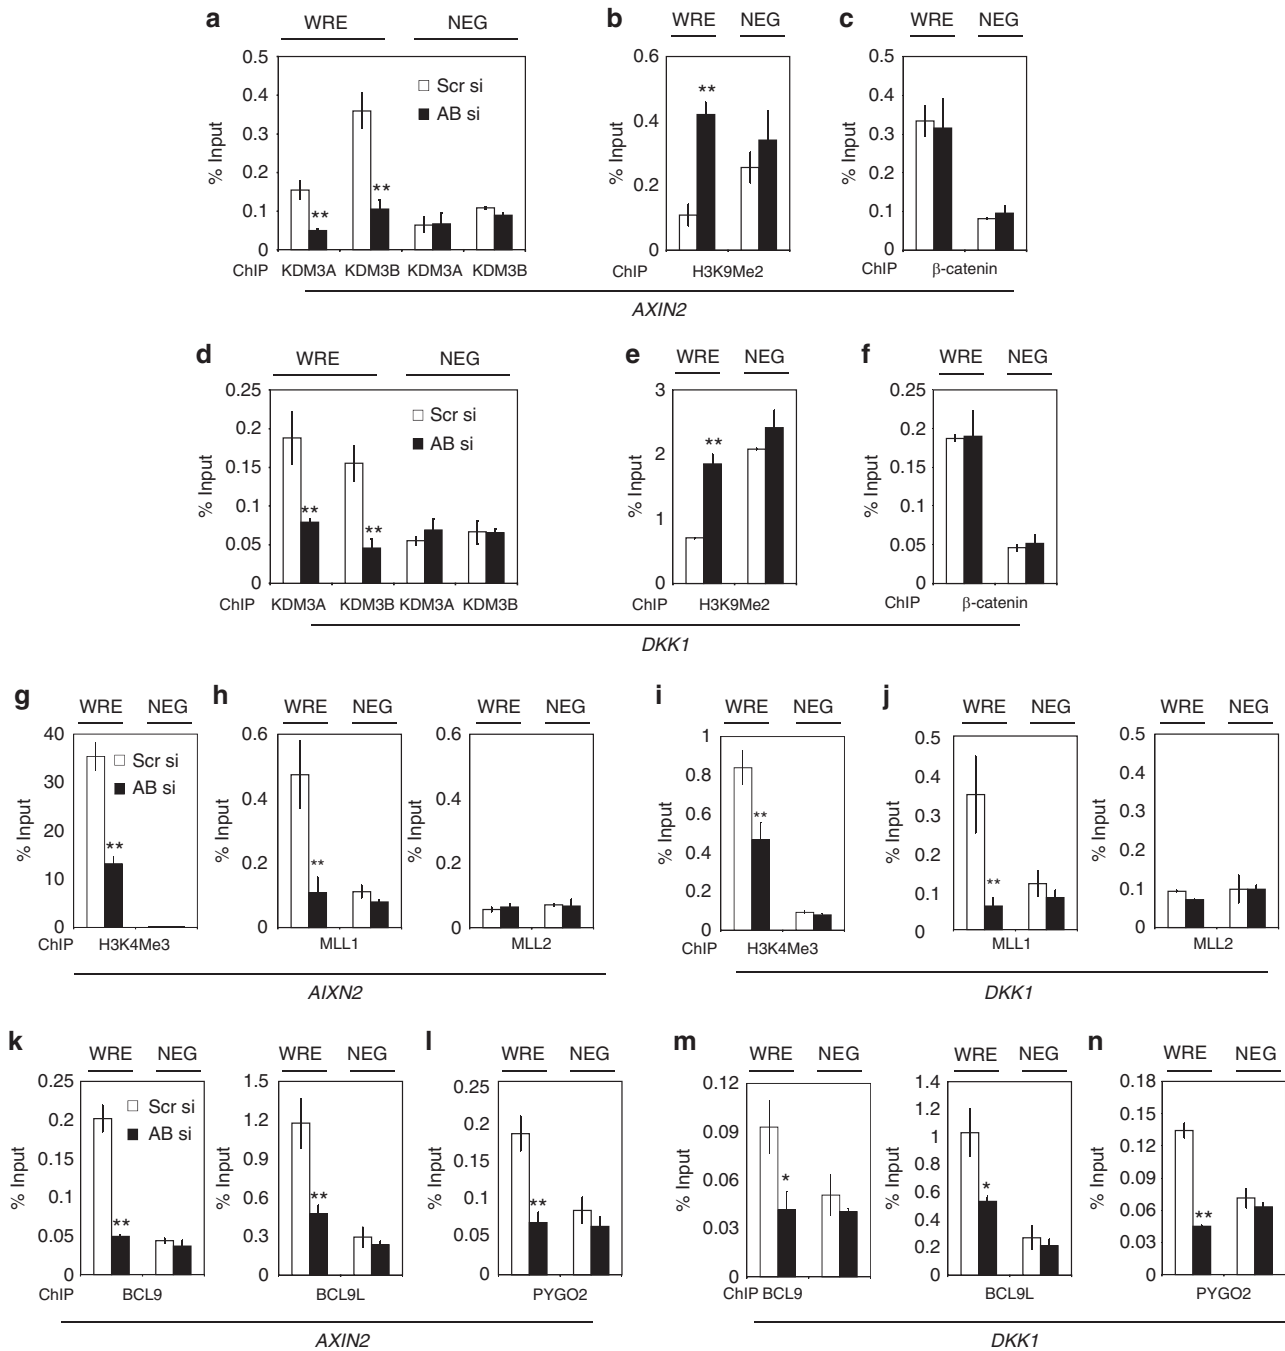 a
WRE NEG
0.5
0.4
0.3
0.2
0.1
0
% Input
Scr si
AB si
**
**
ChIP KDM3A KDM3B KDM3A KDM3B
b
WRE NEG
0.6
0.4
0.2
0
% Input
**
ChIP H3K9Me2
c
WRE NEG
0.5
0.4
0.3
0.2
0.1
0
% Input
ChIP β-catenin
AXIN2
d
WRE NEG
0.25
0.2
0.15
0.1
0.05
0
% Input
Scr si
AB si
**
**
ChIP KDM3A KDM3B KDM3A KDM3B
e
WRE NEG
3
2
1
0
% Input
**
ChIP H3K9Me2
f
WRE NEG
0.25
0.2
0.15
0.1
0.05
0
% Input
ChIP β-catenin
DKK1
g
WRE NEG
40
30
20
10
0
% Input
Scr si
AB si
**
ChIP H3K4Me3
h
WRE NEG
0.6
0.4
0.2
0
% Input
**
MLL1
WRE NEG
0.6
0.4
0.2
0
% Input
MLL2
AIXN2
i
WRE NEG
1
0.8
0.6
0.4
0.2
0
% Input
**
ChIP H3K4Me3
j
WRE NEG
0.5
0.4
0.3
0.2
0.1
0
% Input
**
MLL1
WRE NEG
0.5
0.4
0.3
0.2
0.1
0
% Input
MLL2
DKK1
k
WRE NEG
0.25
0.2
0.15
0.1
0.05
0
% Input
Scr si
AB si
**
ChIP BCL9
WRE NEG
1.5
1.2
0.9
0.6
0.3
0
% Input
**
BCL9L
l
WRE NEG
0.25
0.2
0.15
0.1
0.05
0
% Input
**
PYGO2
AXIN2
m
WRE NEG
0.12
0.09
0.06
0.03
0
% Input
*
ChIP BCL9
WRE NEG
1.4
1.2
1
0.8
0.6
0.4
0.2
0
% Input
*
BCL9L
n
WRE NEG
0.18
0.15
0.12
0.09
0.06
0.03
0
% Input
**
PYGO2
DKK1